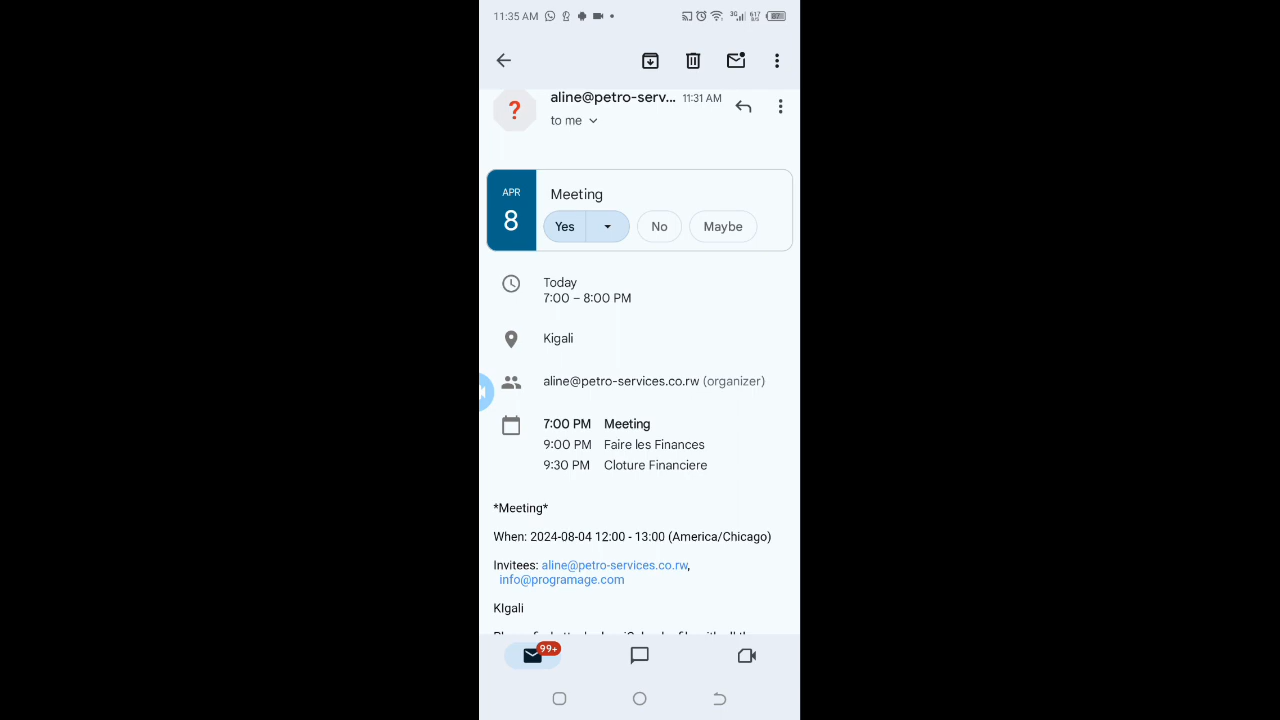 11:35 AM
3G
617
B/S
87
aline@petro-serv... 11:31 AM
?
to me
APR
8
Meeting
Yes
No
Maybe
Today
7:00 – 8:00 PM
Kigali
aline@petro-services.co.rw (organizer)
7:00 PM Meeting
9:00 PM Faire les Finances
9:30 PM Cloture Financiere
*Meeting*
When: 2024-08-04 12:00 - 13:00 (America/Chicago)
Invitees: aline@petro-services.co.rw,
info@programage.com
KIgali
99+